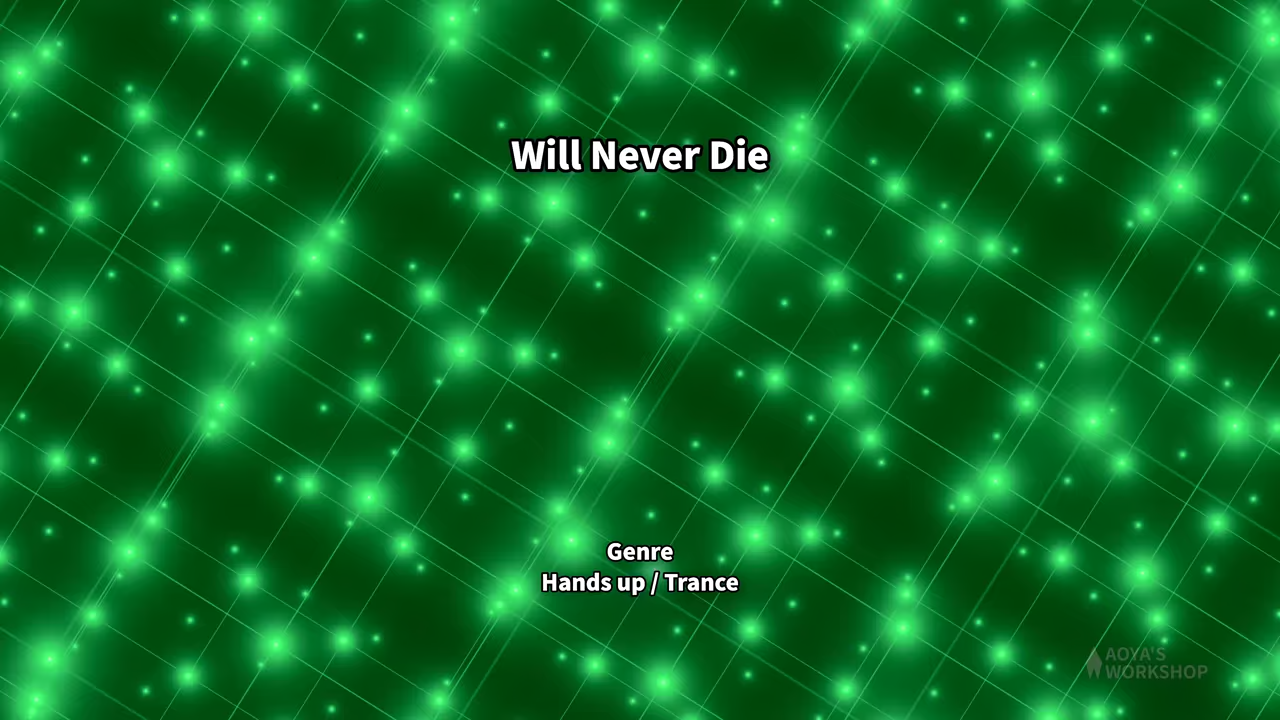 Will Never Die
Genre
Hands up / Trance
AOYA'S
WORKSHOP